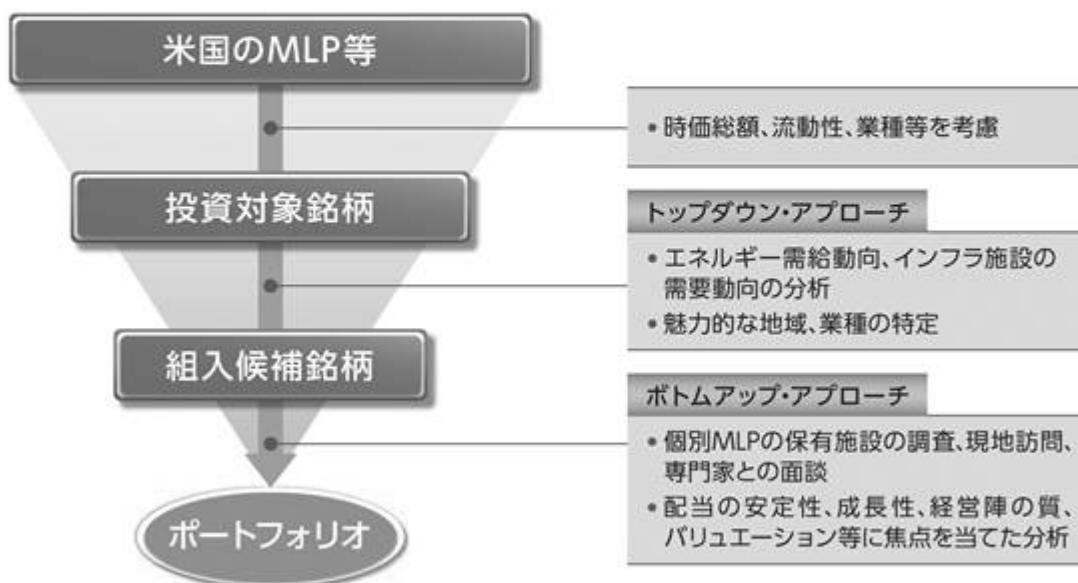 米国のMLP等
• 時価総額、流動性、業種等を考慮
投資対象銘柄
トップダウン・アプローチ
• エネルギー需給動向、インフラ施設の
需要動向の分析
• 魅力的な地域、業種の特定
組入候補銘柄
ボトムアップ・アプローチ
• 個別MLPの保有施設の調査、現地訪問、
専門家との面談
• 配当の安定性、成長性、経営陣の質、
バリュエーション等に焦点を当てた分析
ポートフォリオ